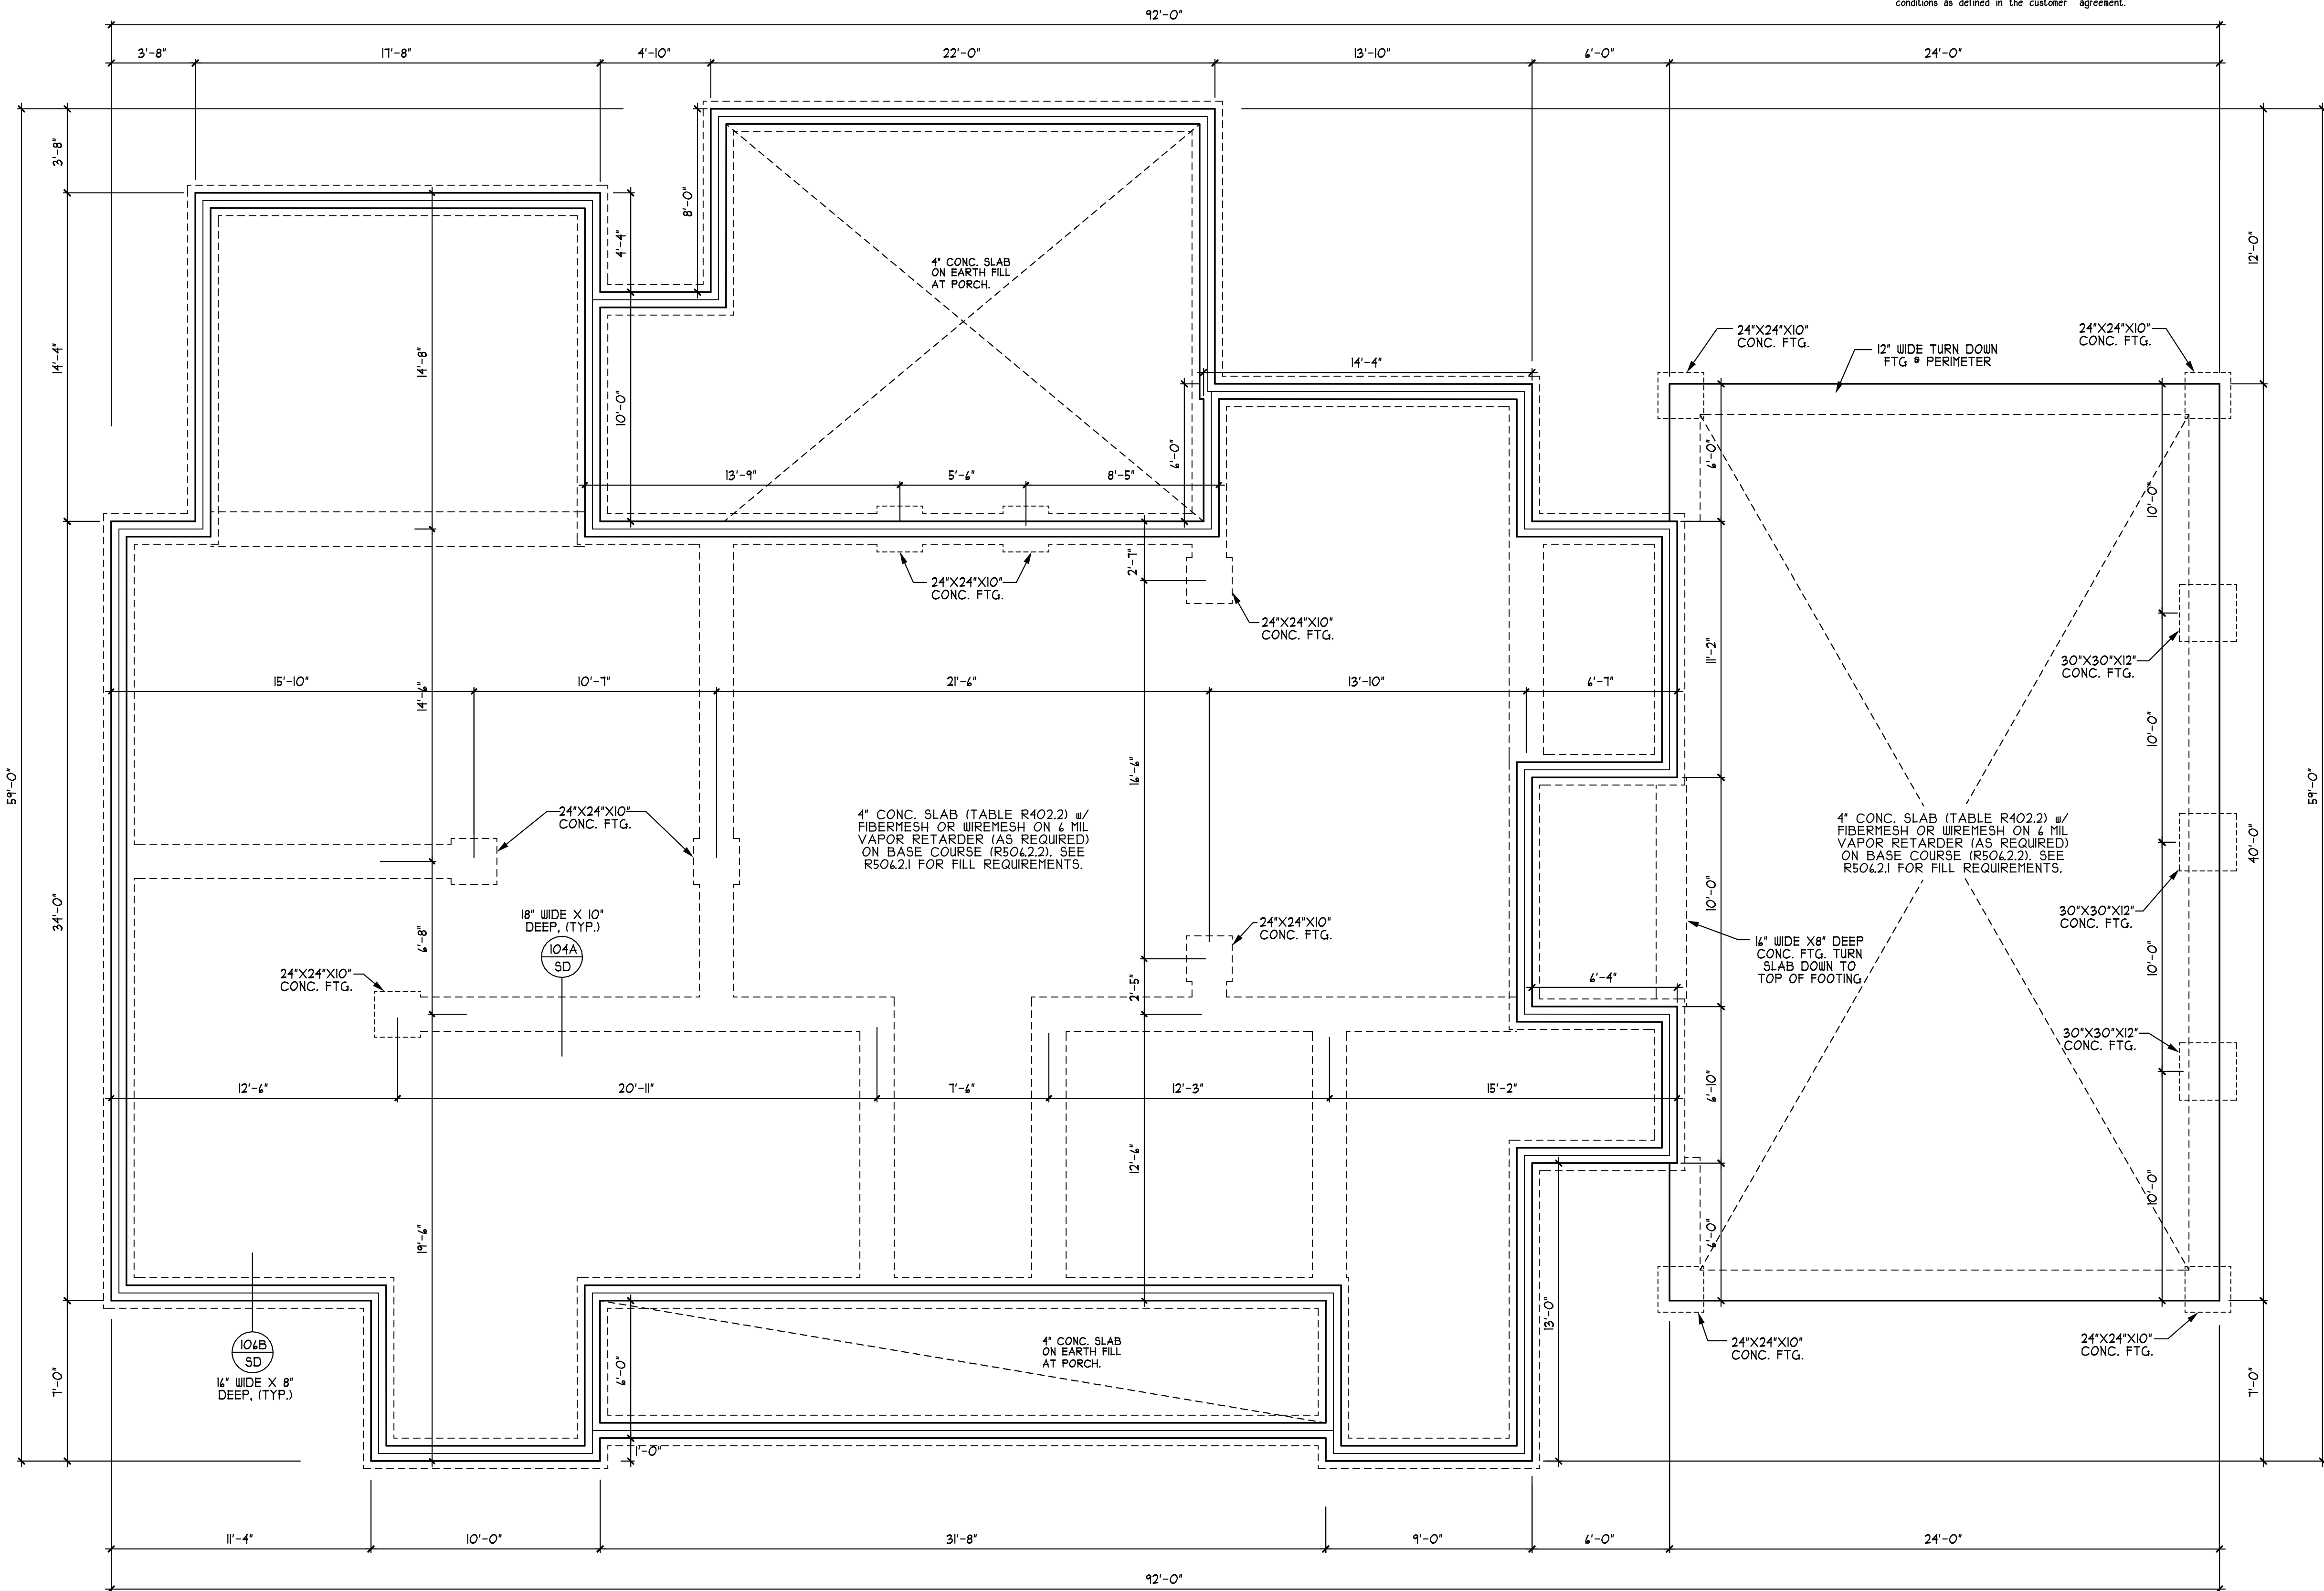 conditions as defined in the customer agreement.
92'-0"
3'-8"
17'-8"
4'-10"
22'-0"
13'-10"
6'-0"
24'-0"
3'-8"
8'-0"
4'-4"
12'-0"
4" CONC. SLAB
ON EARTH FILL
AT PORCH.
24"X24"X10"
CONC. FTG.
12" WIDE TURN DOWN
FTG @ PERIMETER
24"X24"X10"
CONC. FTG.
14'-4"
14'-8"
14'-4"
10'-0"
6'-0"
6'-0"
10'-0"
13'-9"
5'-6"
8'-5"
2'-7"
24"X24"X10"
CONC. FTG.
24"X24"X10"
CONC. FTG.
11'-2"
30"X30"X12"
CONC. FTG.
15'-10"
10'-7"
21'-6"
13'-10"
6'-7"
14'-6"
10'-0"
59'-0"
16'-6"
59'-0"
24"X24"X10"
CONC. FTG.
4" CONC. SLAB (TABLE R402.2) w/
FIBERMESH OR WIREMESH ON 6 MIL
VAPOR RETARDER (AS REQUIRED)
ON BASE COURSE (R506.2.2). SEE
R506.2.1 FOR FILL REQUIREMENTS.
4" CONC. SLAB (TABLE R402.2) w/
FIBERMESH OR WIREMESH ON 6 MIL
VAPOR RETARDER (AS REQUIRED)
ON BASE COURSE (R506.2.2). SEE
R506.2.1 FOR FILL REQUIREMENTS.
40'-0"
34'-0"
10'-0"
18" WIDE X 10"
DEEP, (TYP.)
104A
SD
6'-8"
24"X24"X10"
CONC. FTG.
30"X30"X12"
CONC. FTG.
16" WIDE X8" DEEP
CONC. FTG. TURN
SLAB DOWN TO
TOP OF FOOTING
10'-0"
24"X24"X10"
CONC. FTG.
2'-5"
6'-4"
30"X30"X12"
CONC. FTG.
12'-6"
20'-11"
7'-6"
12'-3"
15'-2"
6'-10"
12'-6"
10'-0"
19'-6"
6'-0"
13'-0"
106B
SD
16" WIDE X 8"
DEEP, (TYP.)
7'-0"
6'-0"
4" CONC. SLAB
ON EARTH FILL
AT PORCH.
24"X24"X10"
CONC. FTG.
24"X24"X10"
CONC. FTG.
7'-0"
1'-0"
11'-4"
10'-0"
31'-8"
9'-0"
6'-0"
24'-0"
92'-0"